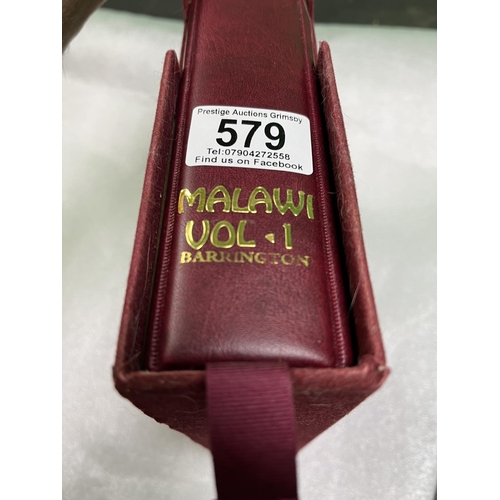 Prestige Auctions Grimsby
579
Tel:07904272558
Find us on Facebook
MALAWI
VOL·1
BARRINGTON